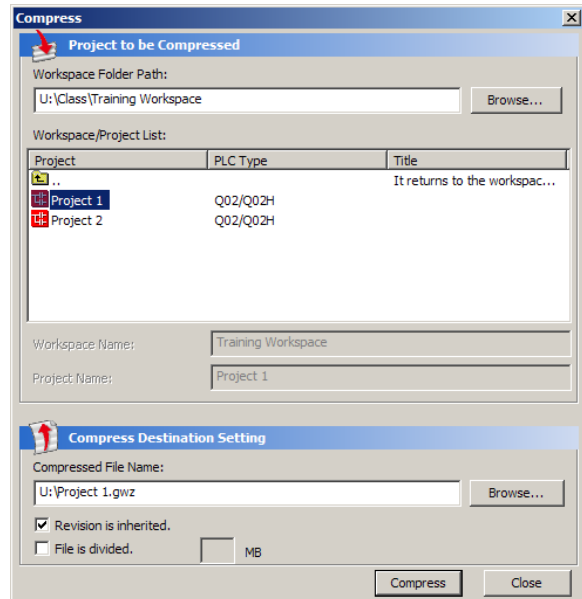 Compress
Project to be Compressed
Workspace Folder Path:
U:\Class\Training Workspace
Browse...
Workspace/Project List:
Project PLC Type Title
.. It returns to the workspac...
Project 1 Q02/Q02H
Project 2 Q02/Q02H
Workspace Name: Training Workspace
Project Name: Project 1
Compress Destination Setting
Compressed File Name:
U:\Project 1.gwz
Browse...
Revision is inherited.
File is divided. MB
Compress Close